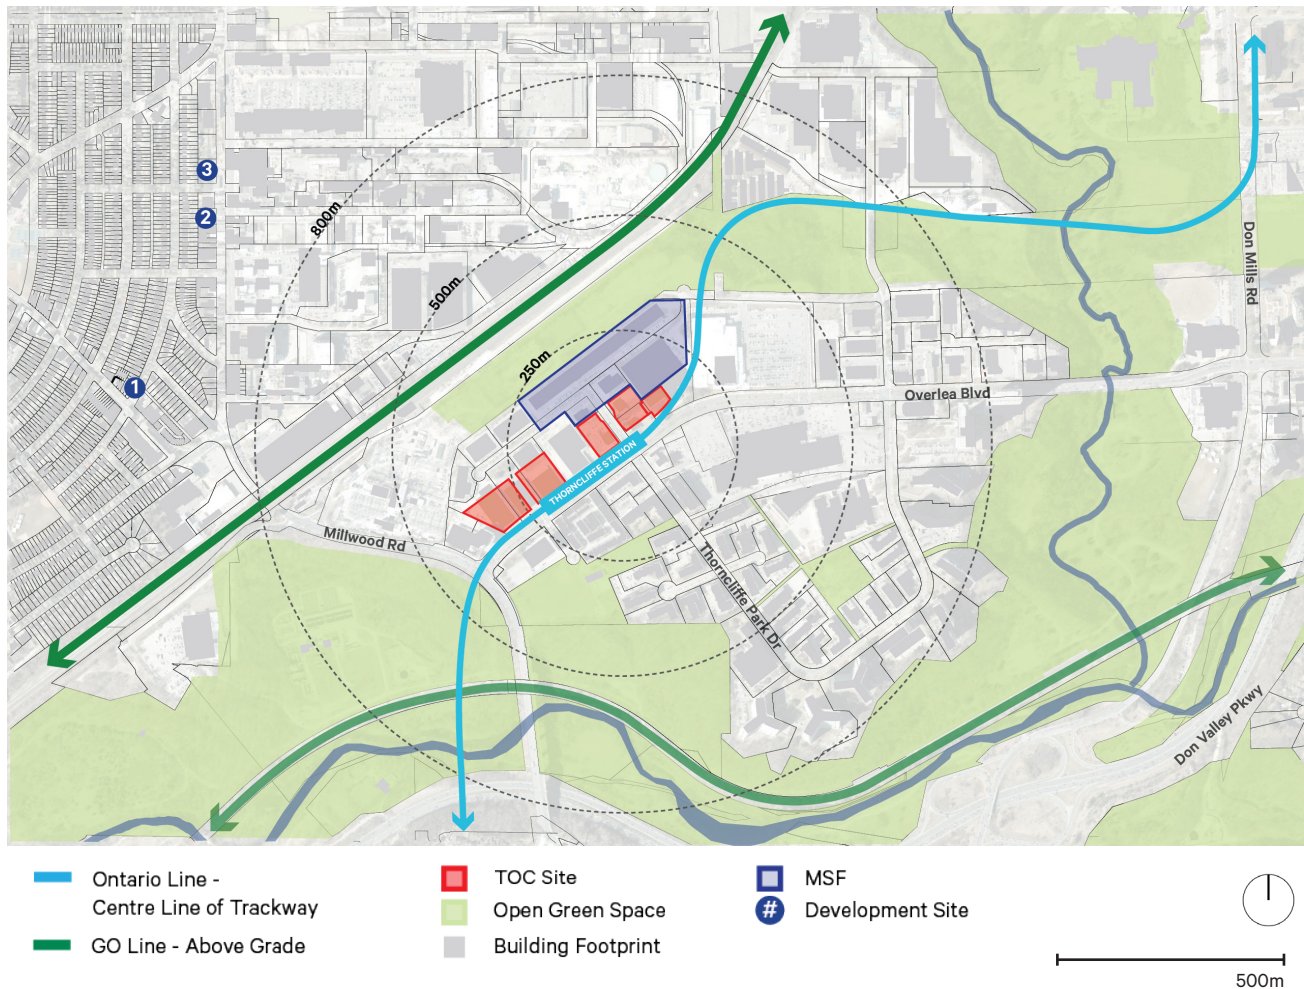 3
2
800m
500m
Don Mills Rd
250m
1
Overlea Blvd
THORNCLIFFE STATION
Millwood Rd
Thorncliffe Park Dr
Don Valley Pkwy
Ontario Line -
Centre Line of Trackway
GO Line - Above Grade
TOC Site
Open Green Space
Building Footprint
MSF
# Development Site
500m